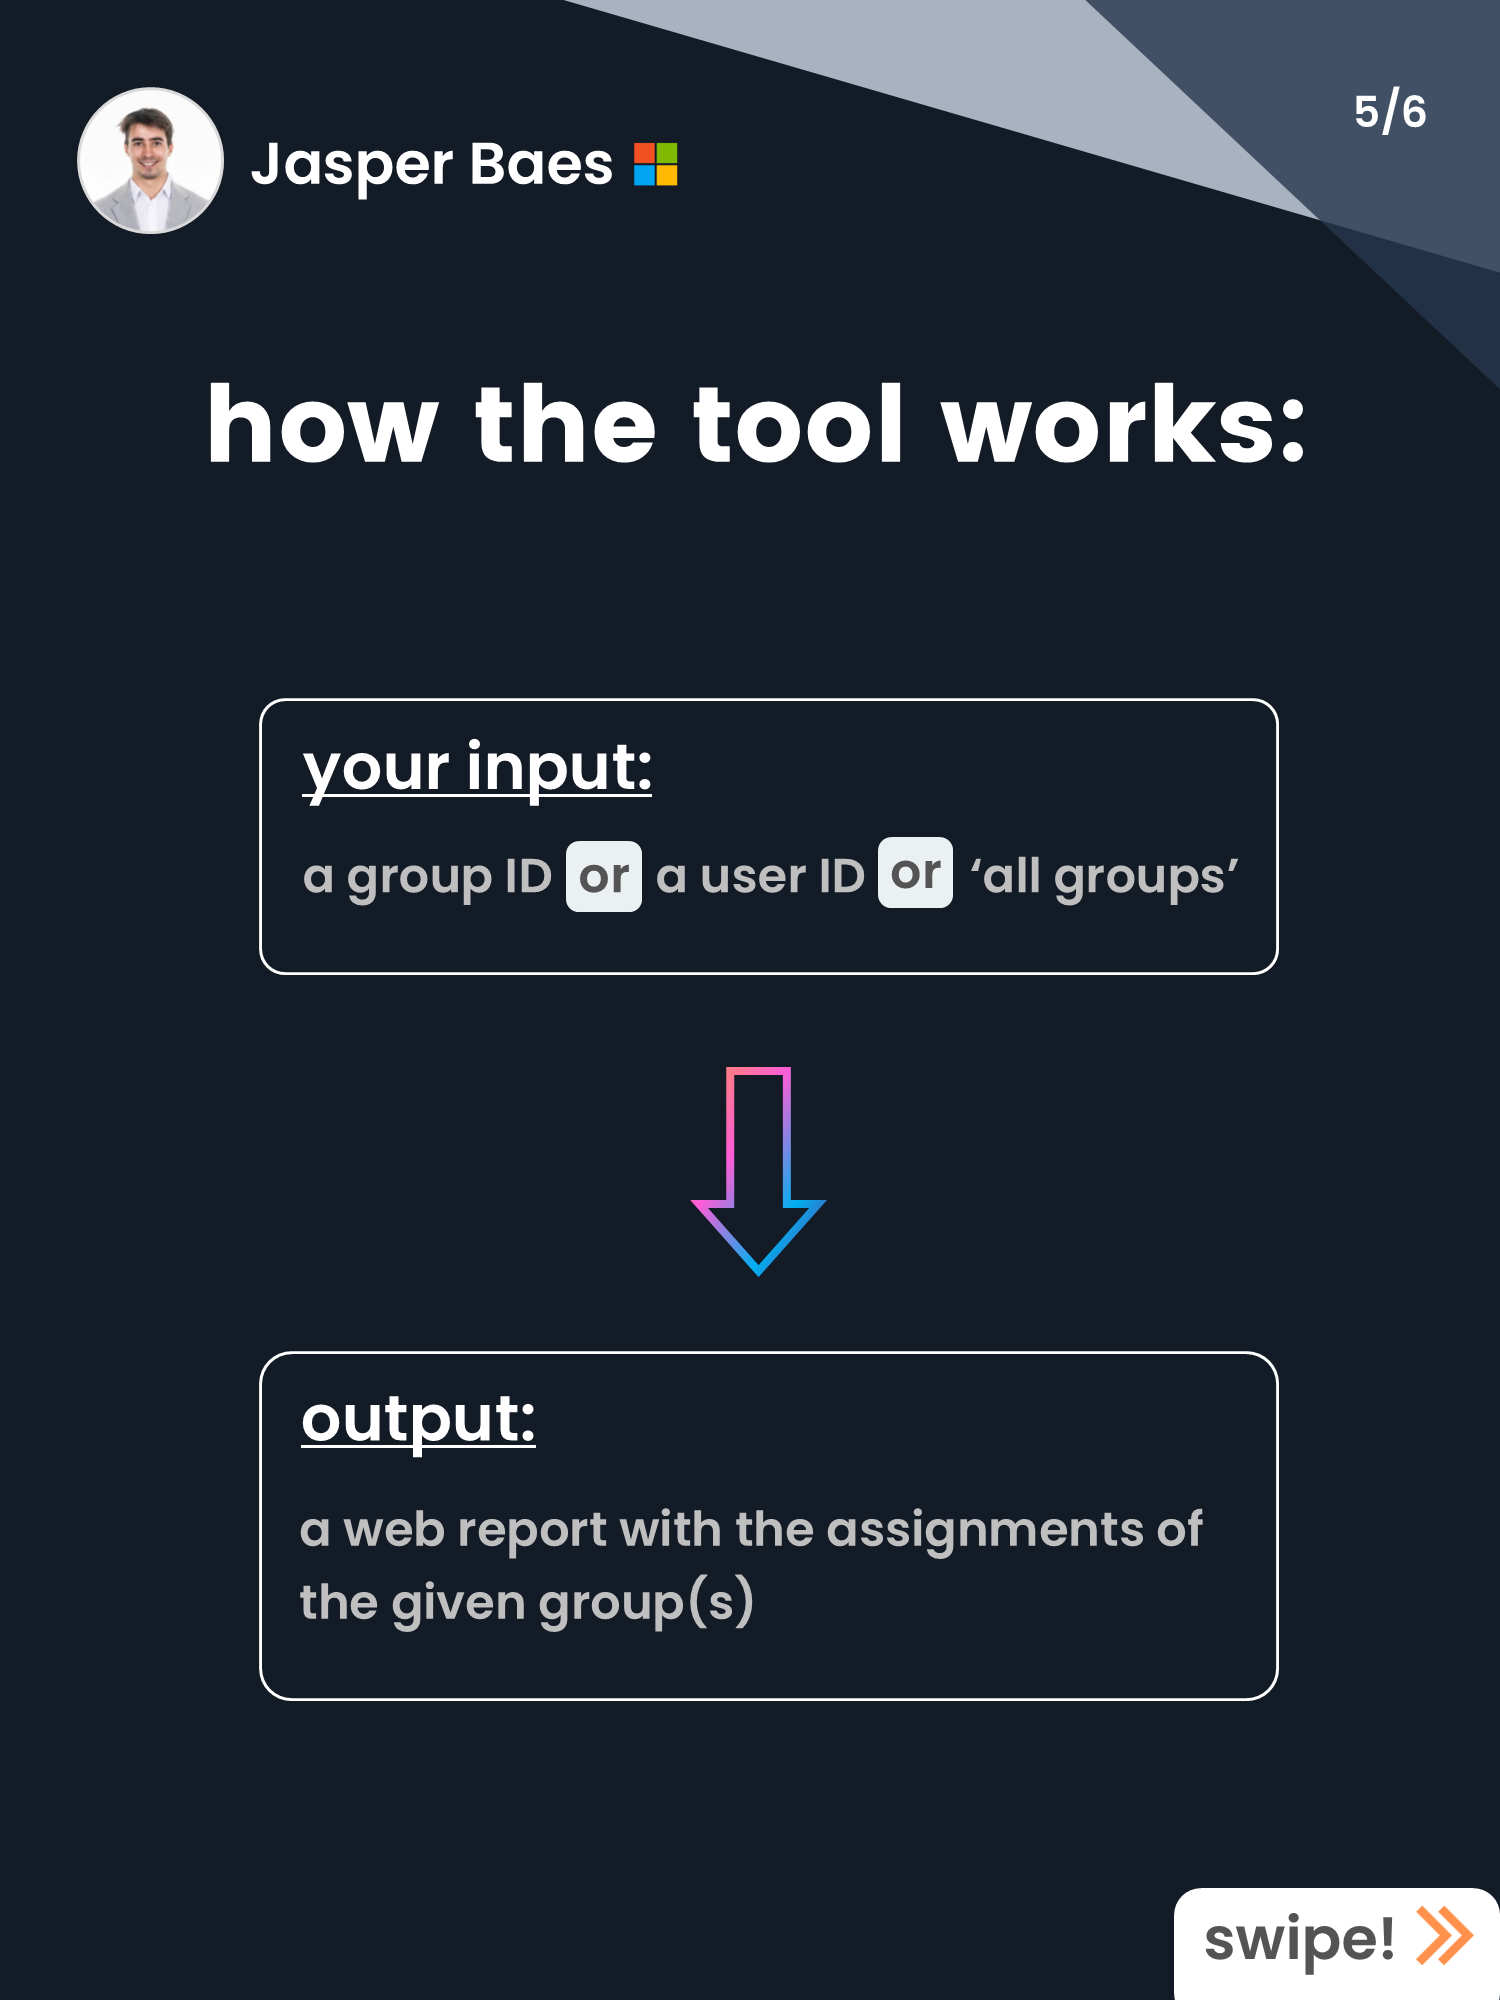 Jasper Baes
5/6
how the tool works:
your input:
a group ID or a user ID or ‘all groups’
output:
a web report with the assignments of
the given group(s)
swipe!